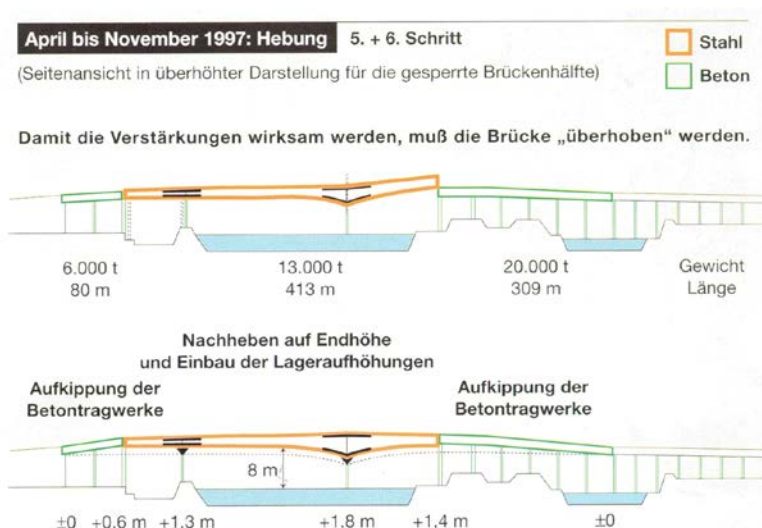 April bis November 1997: Hebung 5. + 6. Schritt
Stahl
(Seitenansicht in überhöhter Darstellung für die gesperrte Brückenhälfte)
Beton
Damit die Verstärkungen wirksam werden, muß die Brücke „überhoben“ werden.
6.000 t 13.000 t 20.000 t Gewicht
80 m 413 m 309 m Länge
Nachheben auf Endhöhe
und Einbau der Lageraufhöhungen
Aufkippung der
Betontragwerke
Aufkippung der
Betontragwerke
8 m
±0 +0,6 m +1,3 m +1,8 m +1,4 m ±0